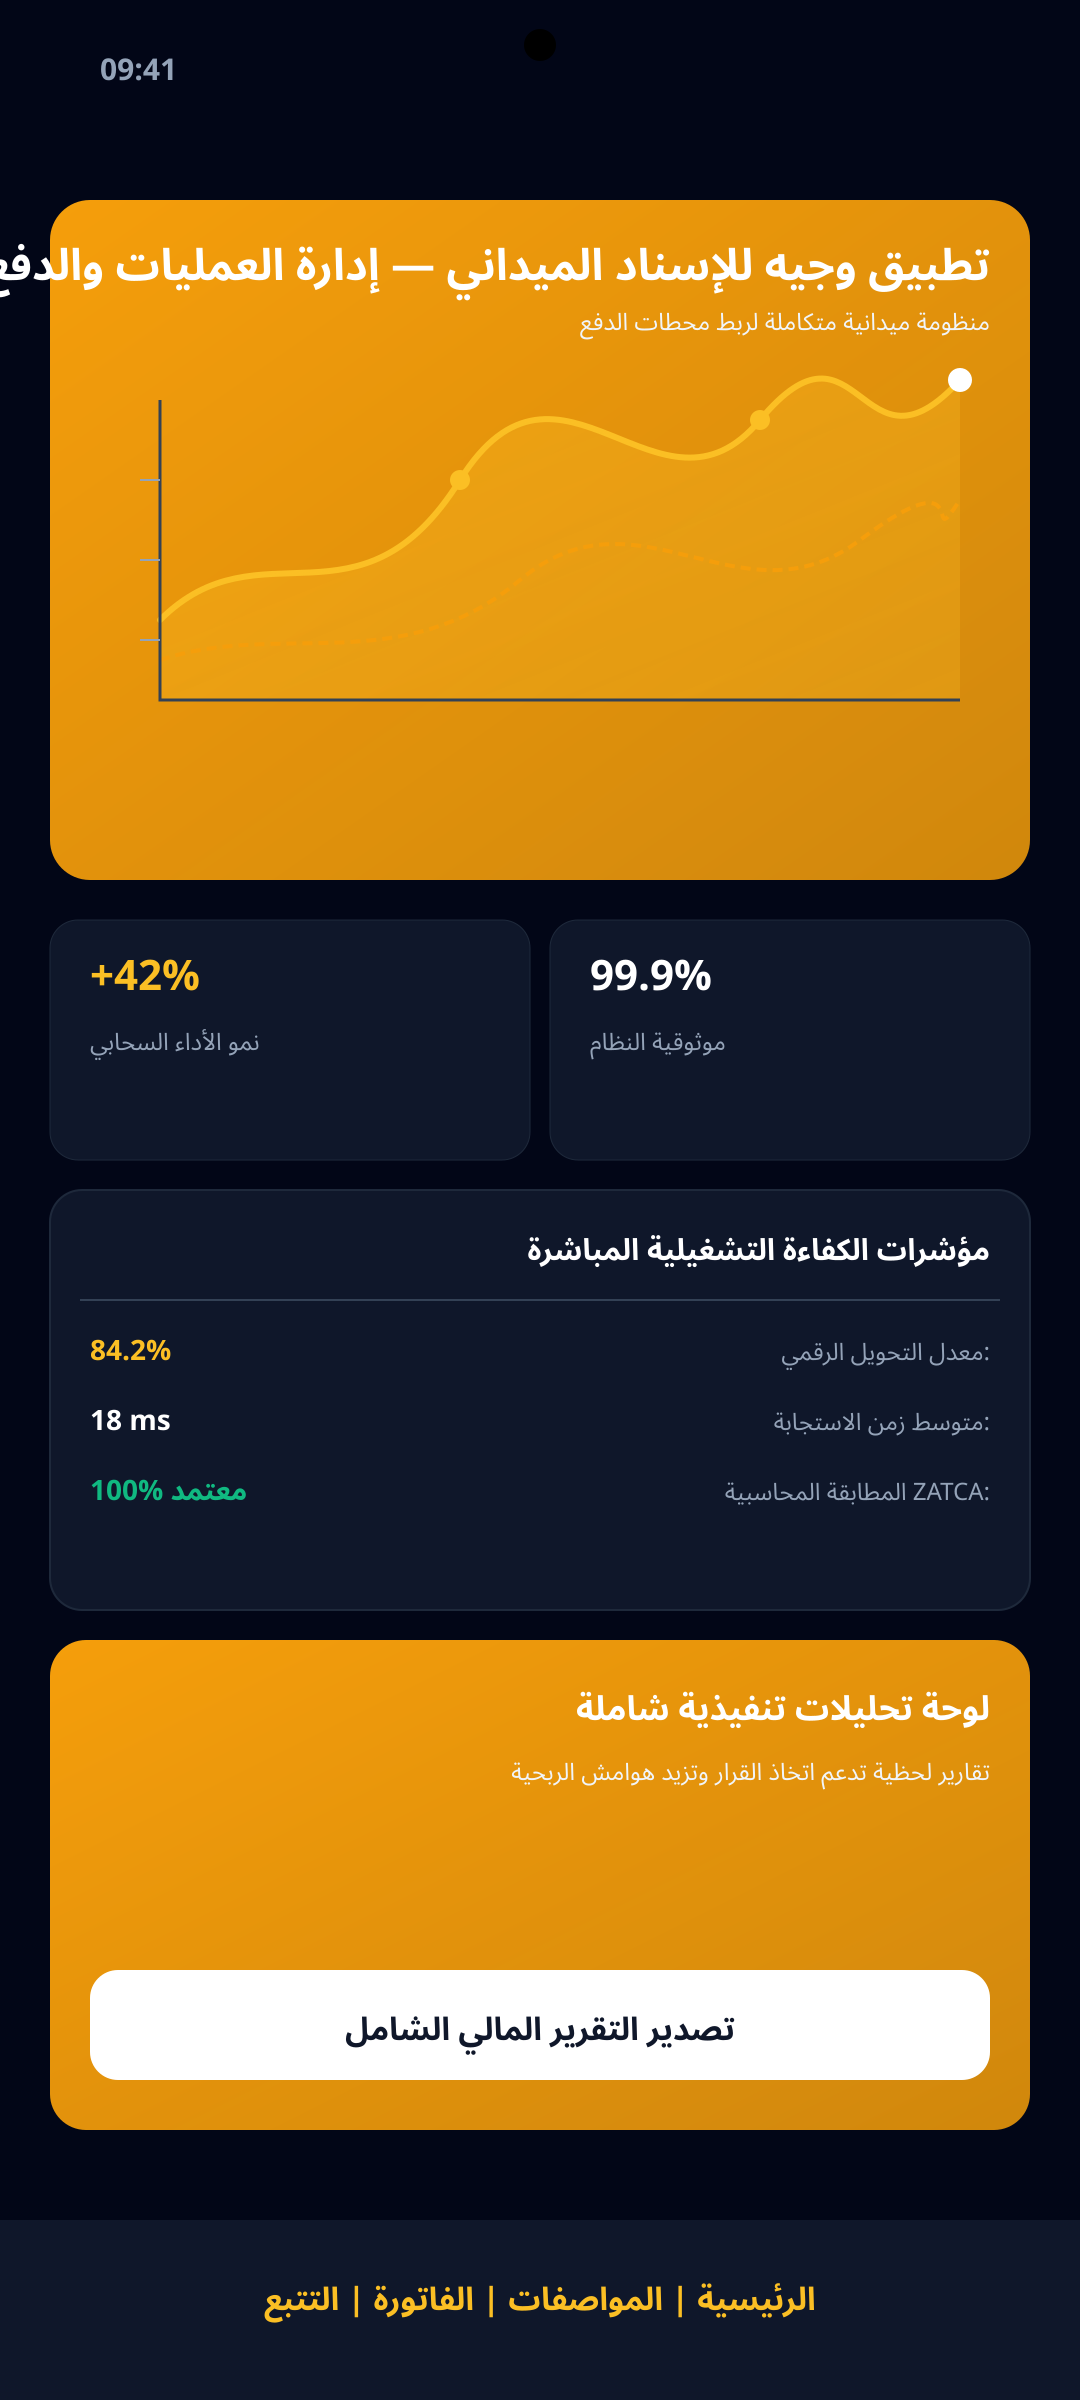 09:41
تطبيق وجيه للإسناد الميداني — إدارة العمليات والدفع
منظومة ميدانية متكاملة لربط محطات الدفع
99.9%
موثوقية النظام
+42%
نمو الأداء السحابي
مؤشرات الكفاءة التشغيلية المباشرة
معدل التحويل الرقمي:
84.2%
متوسط زمن الاستجابة:
18 ms
المطابقة المحاسبية ZATCA:
100% معتمد
لوحة تحليلات تنفيذية شاملة
تقارير لحظية تدعم اتخاذ القرار وتزيد هوامش الربحية
تصدير التقرير المالي الشامل
الرئيسية | المواصفات | الفاتورة | التتبع